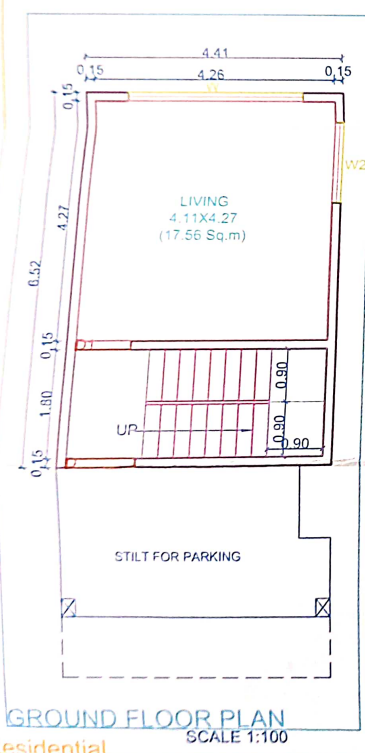 4.41
0,15 4.26 0,15
W
0,15
W2
LIVING
4.11X4.27
(17.56 Sq.m)
4.27
6.52
0,15
D1
1.80
0.90
UP
0.90
0.90
0,15
STILT FOR PARKING
GROUND FLOOR PLAN
SCALE 1:100
esidential